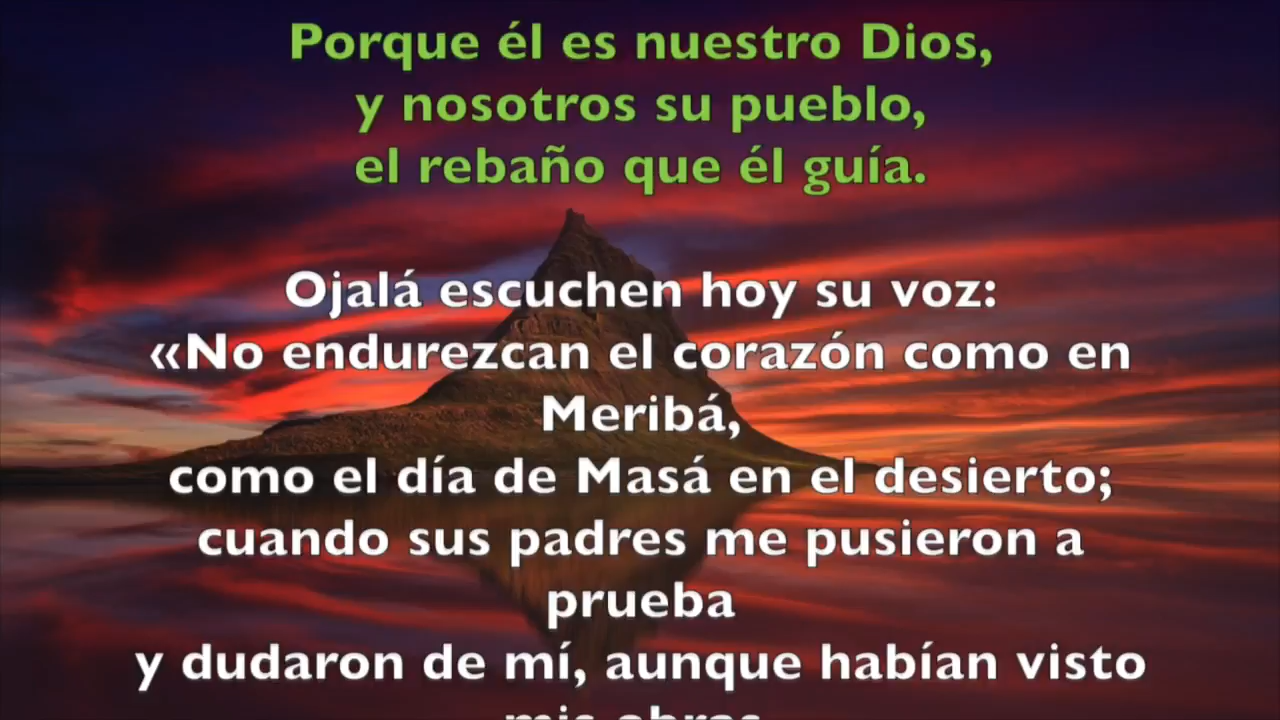 Porque él es nuestro Dios,
y nosotros su pueblo,
el rebaño que él guía.
Ojalá escuchen hoy su voz:
«No endurezcan el corazón como en
Meribá,
como el día de Masá en el desierto;
cuando sus padres me pusieron a
prueba
y dudaron de mí, aunque habían visto
mis obras